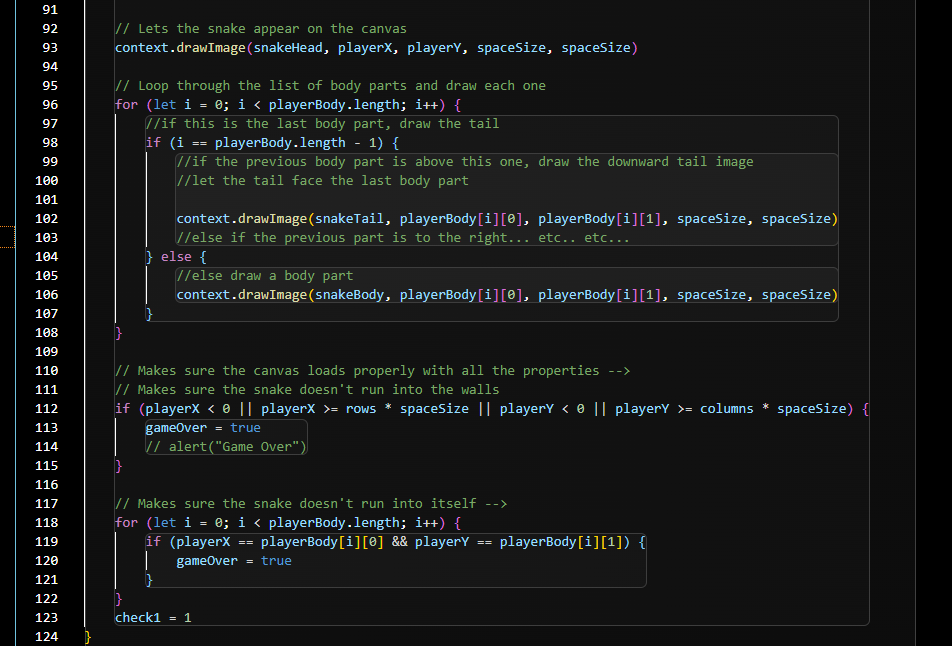 91
92 // Lets the snake appear on the canvas
93 context.drawImage(snakeHead, playerX, playerY, spaceSize, spaceSize)
94
95 // Loop through the list of body parts and draw each one
96 for (let i = 0; i < playerBody.length; i++) {
97 //if this is the last body part, draw the tail
98 if (i == playerBody.length - 1) {
99 //if the previous body part is above this one, draw the downward tail image
100 //let the tail face the last body part
101
102 context.drawImage(snakeTail, playerBody[i][0], playerBody[i][1], spaceSize, spaceSize)
103 //else if the previous part is to the right... etc.. etc...
104 } else {
105 //else draw a body part
106 context.drawImage(snakeBody, playerBody[i][0], playerBody[i][1], spaceSize, spaceSize)
107 }
108 }
109
110 // Makes sure the canvas loads properly with all the properties -->
111 // Makes sure the snake doesn't run into the walls
112 if (playerX < 0 || playerX >= rows * spaceSize || playerY < 0 || playerY >= columns * spaceSize) {
113 gameOver = true
114 // alert("Game Over")
115 }
116
117 // Makes sure the snake doesn't run into itself -->
118 for (let i = 0; i < playerBody.length; i++) {
119 if (playerX == playerBody[i][0] && playerY == playerBody[i][1]) {
120 gameOver = true
121 }
122 }
123 check1 = 1
124 }